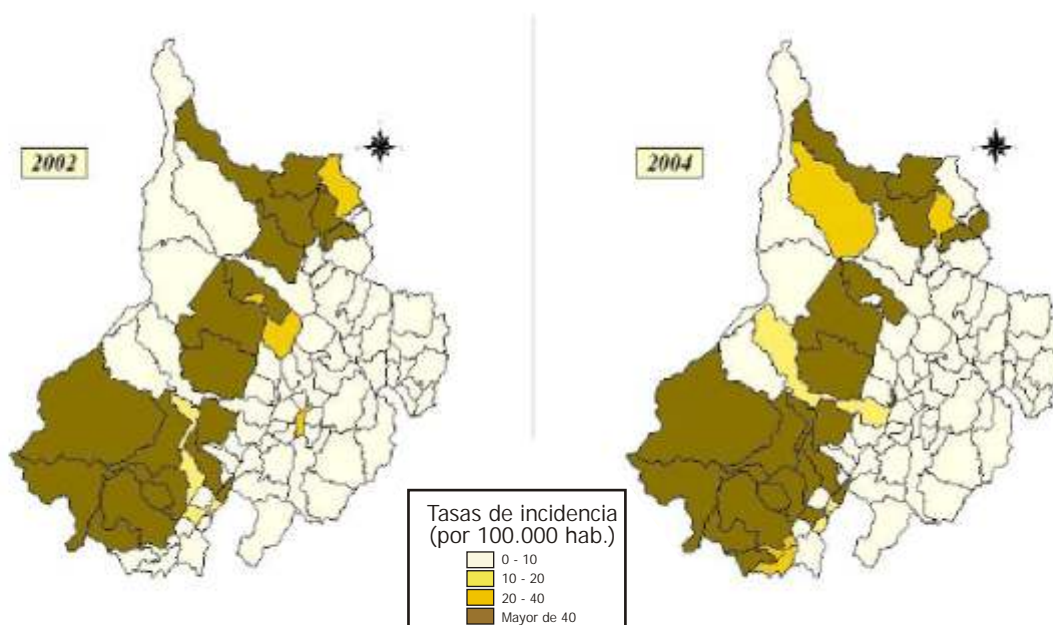 2002
2004
Tasas de incidencia
(por 100.000 hab.)
0 - 10
10 - 20
20 - 40
Mayor de 40